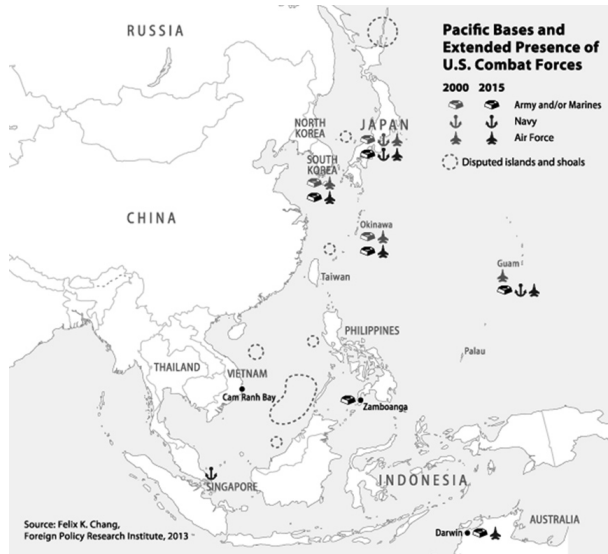 RUSSIA
Pacific Bases and
Extended Presence of
U.S. Combat Forces
2000 2015
Army and/or Marines
Navy
Air Force
Disputed islands and shoals
NORTH
KOREA
JAPAN
SOUTH
KOREA
CHINA
Okinawa
Guam
Taiwan
PHILIPPINES
Palau
THAILAND
VIETNAM
Cam Ranh Bay
Zamboanga
SINGAPORE
INDONESIA
AUSTRALIA
Darwin
Source: Felix K. Chang,
Foreign Policy Research Institute, 2013